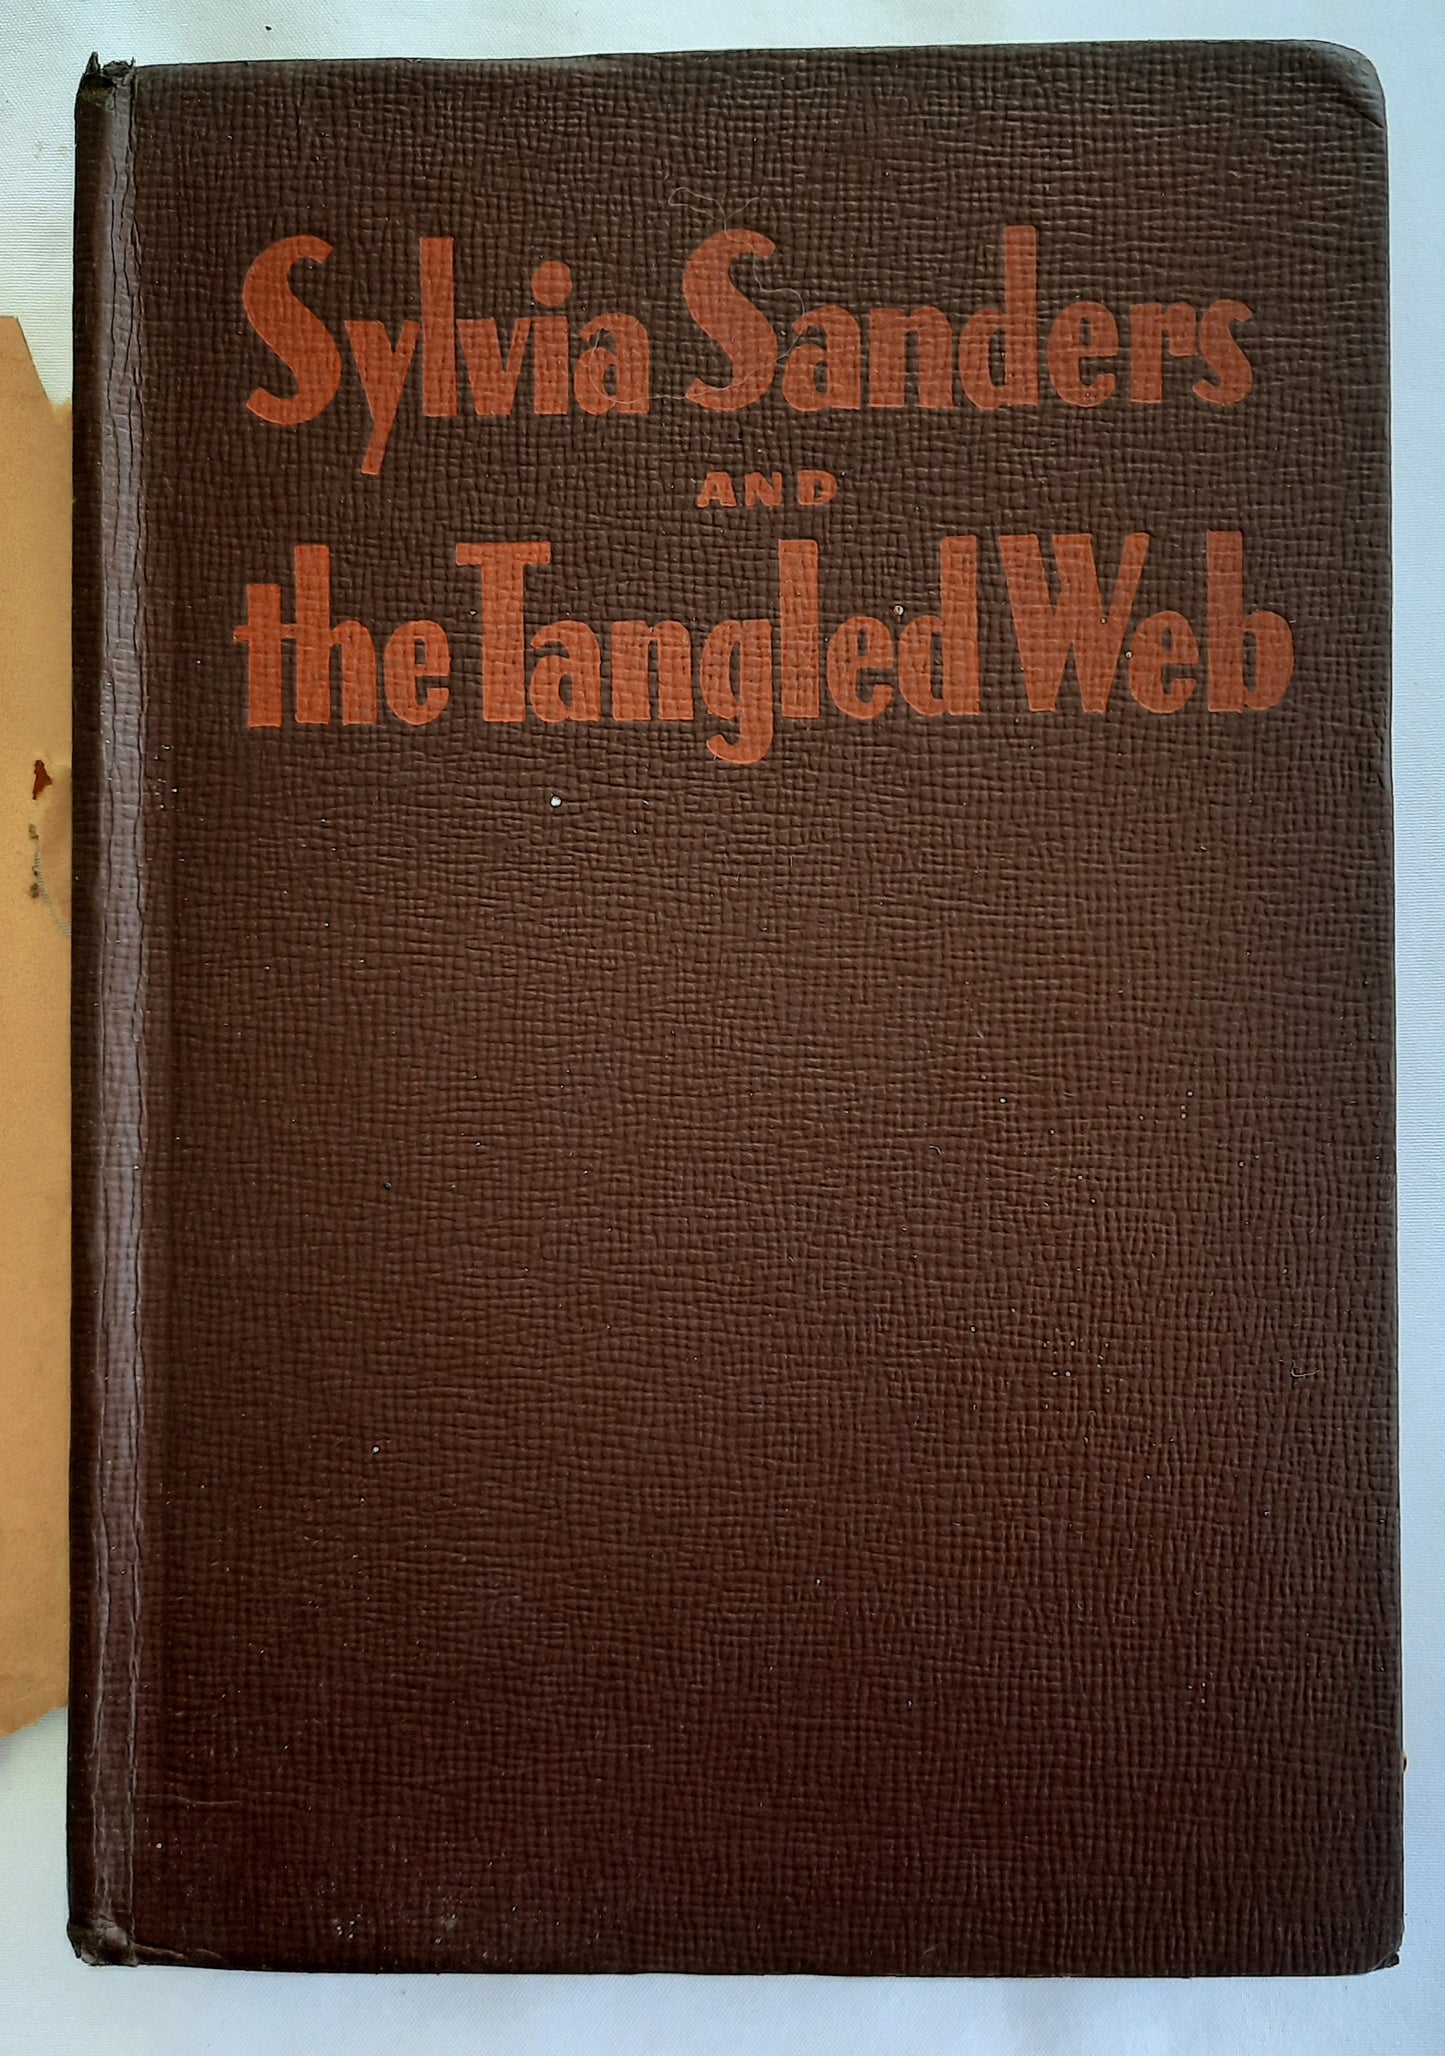 Sylvia Sanders
AND
the Tangled Web